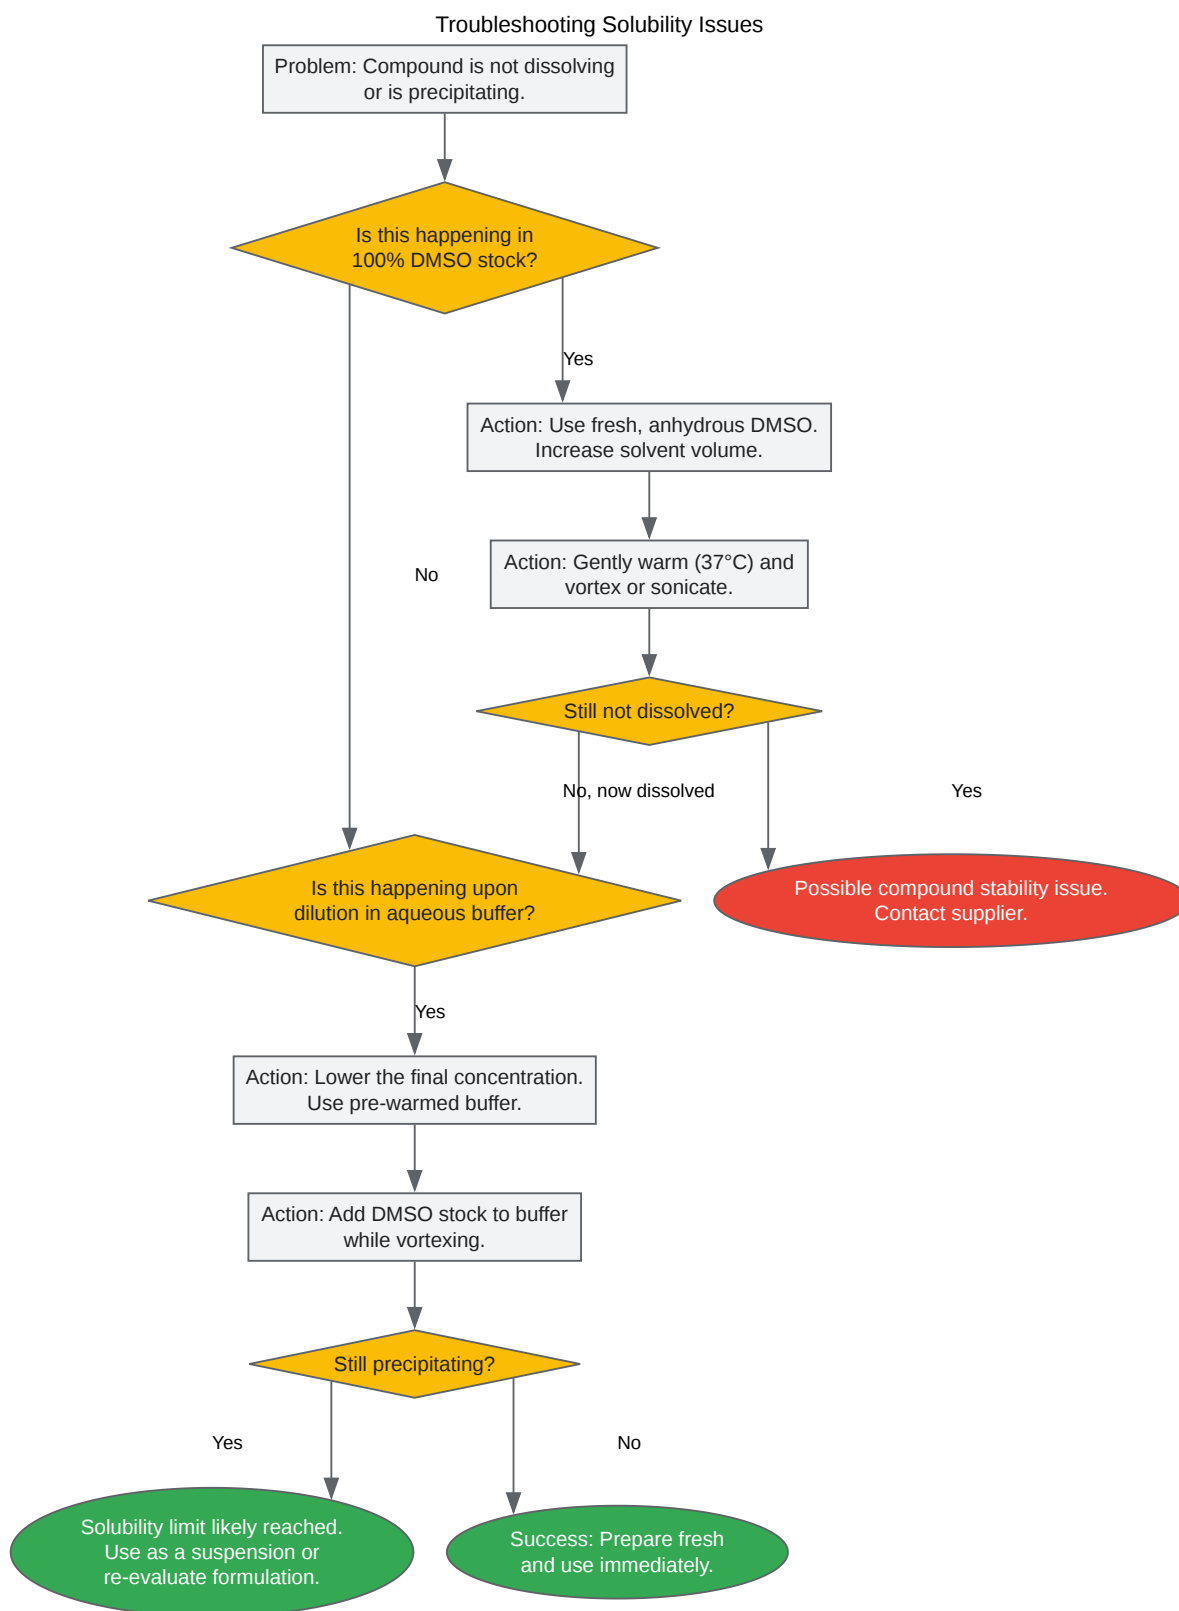 Troubleshooting Solubility Issues
Problem: Compound is not dissolving
or is precipitating.
Is this happening in
100% DMSO stock?
Yes
Action: Use fresh, anhydrous DMSO.
Increase solvent volume.
No
Action: Gently warm (37°C) and
vortex or sonicate.
Still not dissolved?
No, now dissolved
Yes
Is this happening upon
dilution in aqueous buffer?
Possible compound stability issue.
Contact supplier.
Yes
Action: Lower the final concentration.
Use pre-warmed buffer.
Action: Add DMSO stock to buffer
while vortexing.
Still precipitating?
Yes
No
Solubility limit likely reached.
Use as a suspension or
re-evaluate formulation.
Success: Prepare fresh
and use immediately.